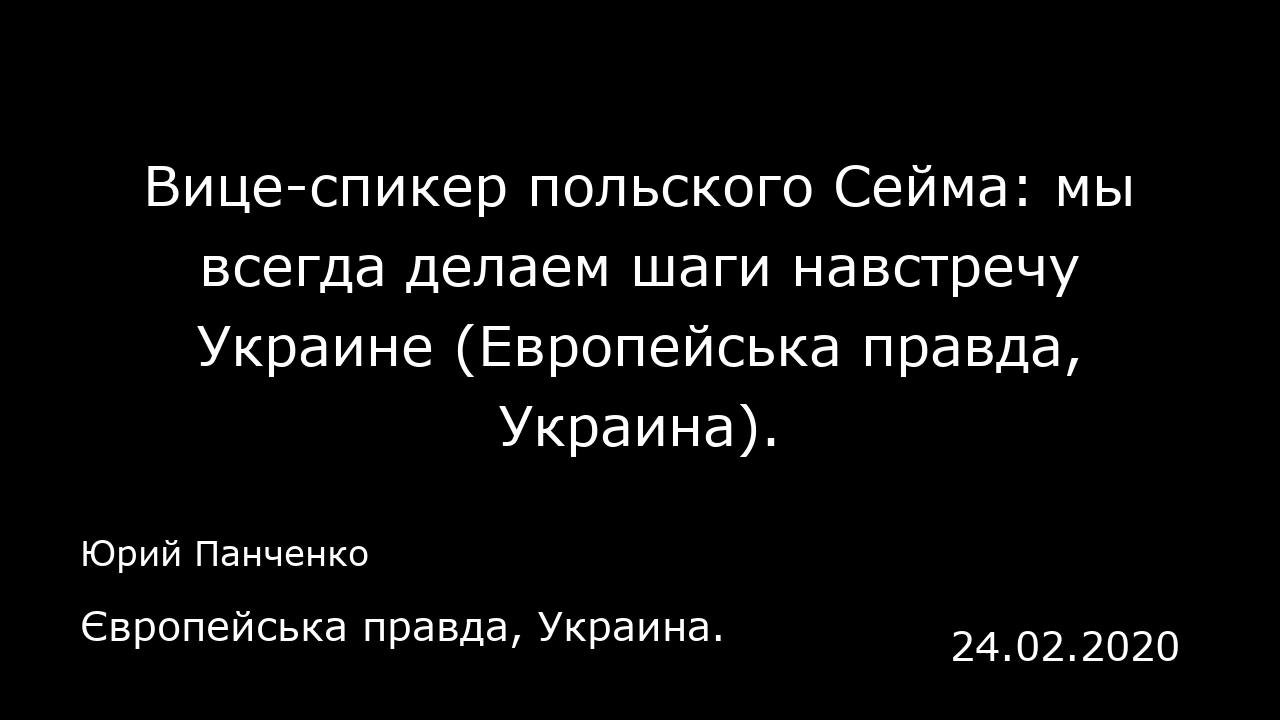 Вице-спикер польского Сейма: мы
всегда делаем шаги навстречу
Украине (Европейська правда,
Украина).
Юрий Панченко
Європейська правда, Украина.
24.02.2020